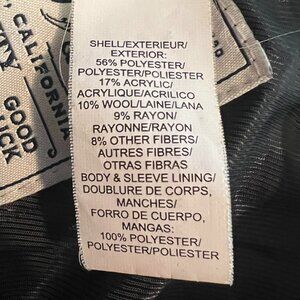 CALIFORNIA
GOOD
LUCK
SHELL/EXTERIEUR/
EXTERIOR:
56% POLYESTER/
POLYESTER/POLIESTER
17% ACRYLIC/
ACRYLIQUE/ACRILICO
10% WOOL/LAINE/LANA
9% RAYON/
RAYONNE/RAYON
8% OTHER FIBERS/
AUTRES FIBRES/
OTRAS FIBRAS
BODY & SLEEVE LINING/
DOUBLURE DE CORPS,
MANCHES/
FORRO DE CUERPO,
MANGAS:
100% POLYESTER/
POLYESTER/POLIESTER